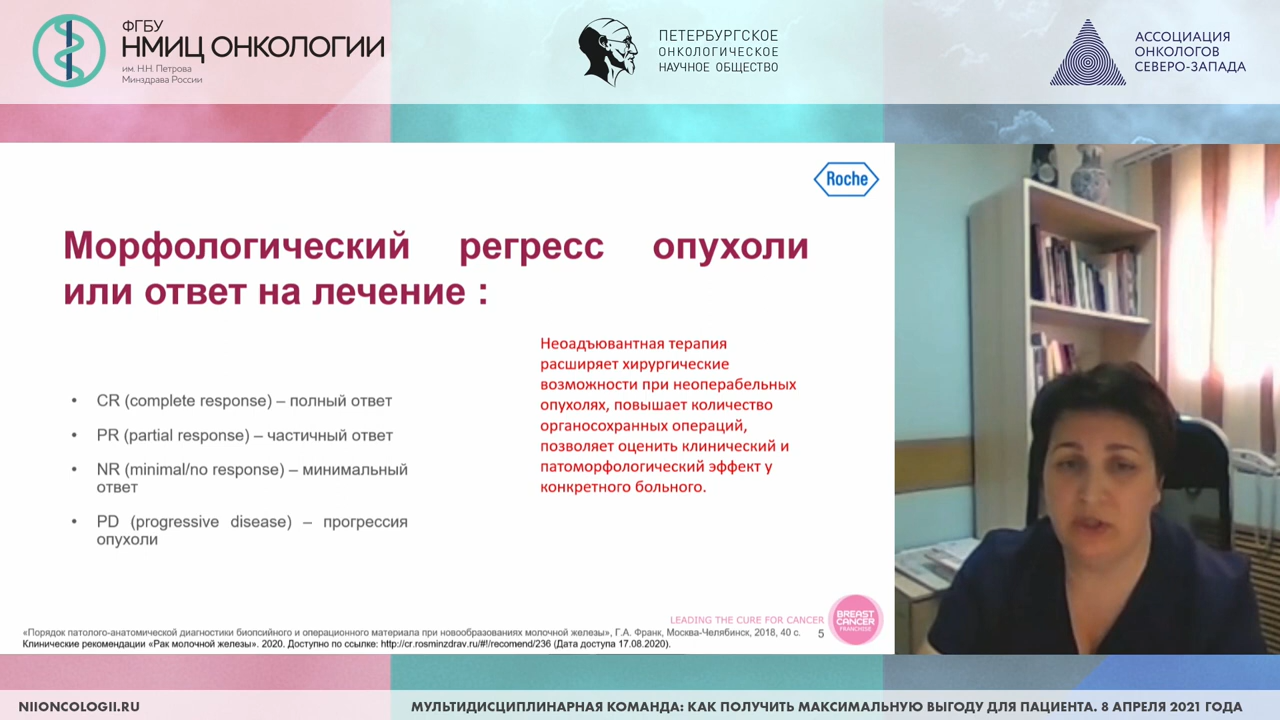 ФГБУ
НМИЦ ОНКОЛОГИИ
им. Н.Н. Петрова
Минздрава России
ПЕТЕРБУРГСКОЕ
ОНКОЛОГИЧЕСКОЕ
НАУЧНОЕ ОБЩЕСТВО
АССОЦИАЦИЯ
ОНКОЛОГОВ
СЕВЕРО-ЗАПАДА
Roche
Морфологический регресс опухоли
или ответ на лечение :
• CR (complete response) – полный ответ
• PR (partial response) – частичный ответ
• NR (minimal/no response) – минимальный
ответ
• PD (progressive disease) – прогрессия
опухоли
Неоадъювантная терапия
расширяет хирургические
возможности при неоперабельных
опухолях, повышает количество
органосохранных операций,
позволяет оценить клинический и
патоморфологический эффект у
конкретного больного.
LEADING THE CURE FOR CANCER
BREAST
CANCER
FRANCHISE
«Порядок патолого-анатомической диагностики биопсийного и операционного материала при новообразованиях молочной железы», Г.А. Франк, Москва-Челябинск, 2018, 40 с.
5
Клинические рекомендации «Рак молочной железы». 2020. Доступно по ссылке: http://cr.rosminzdrav.ru/#!/recomend/236 (Дата доступа 17.08.2020).
NIIONCOLOGII.RU
МУЛЬТИДИСЦИПЛИНАРНАЯ КОМАНДА: КАК ПОЛУЧИТЬ МАКСИМАЛЬНУЮ ВЫГОДУ ДЛЯ ПАЦИЕНТА. 8 АПРЕЛЯ 2021 ГОДА